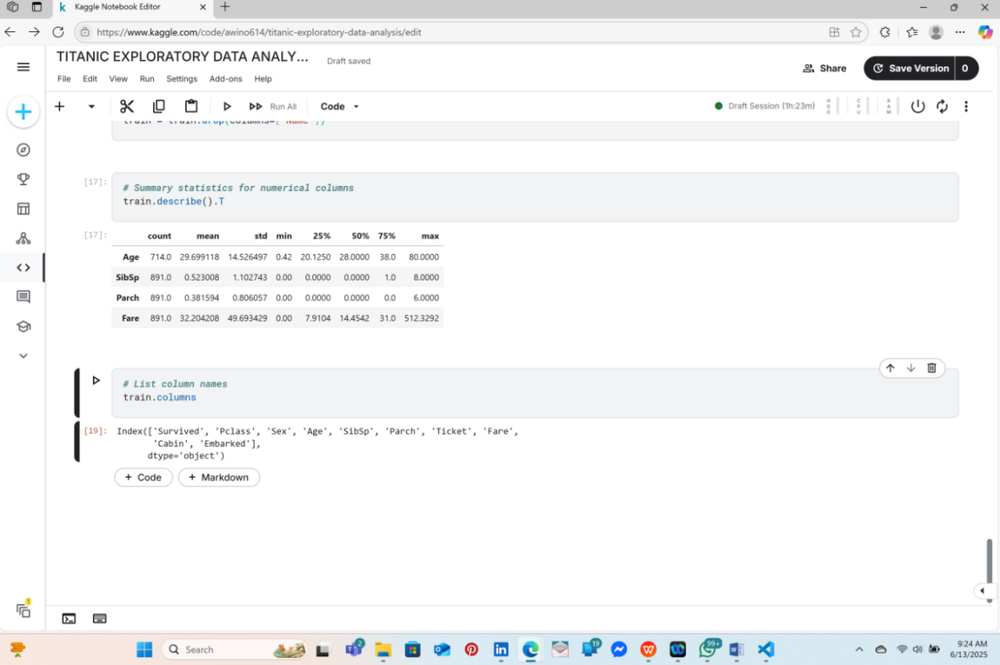 Kaggle Notebook Editor
https://www.kaggle.com/code/awino614/titanic-exploratory-data-analysis/edit
TITANIC EXPLORATORY DATA ANALY... Draft saved
File Edit View Run Settings Add-ons Help
Share
Save Version 0
Run All Code
Draft Session (1h:23m) HDD CPU RAM
train = train.drop(columns=['Name'])
[17]:
# Summary statistics for numerical columns
train.describe().T
[17]:
count mean std min 25% 50% 75% max
Age 714.0 29.699118 14.526497 0.42 20.1250 28.0000 38.0 80.0000
SibSp 891.0 0.523008 1.102743 0.00 0.0000 0.0000 1.0 8.0000
Parch 891.0 0.381594 0.806057 0.00 0.0000 0.0000 0.0 6.0000
Fare 891.0 32.204208 49.693429 0.00 7.9104 14.4542 31.0 512.3292
# List column names
train.columns
[19]: Index(['Survived', 'Pclass', 'Sex', 'Age', 'SibSp', 'Parch', 'Ticket', 'Fare',
'Cabin', 'Embarked'],
dtype='object')
+ Code + Markdown
1
Search
2
19
99+
9:24 AM
6/13/2025